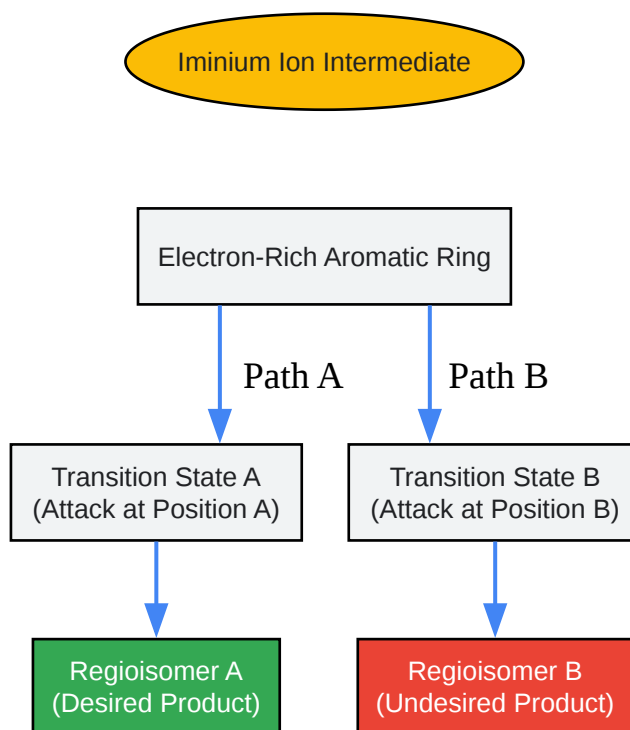 Iminium Ion Intermediate
Electron-Rich Aromatic Ring
Path A
Path B
Transition State A
(Attack at Position A)
Transition State B
(Attack at Position B)
Regioisomer A
(Desired Product)
Regioisomer B
(Undesired Product)